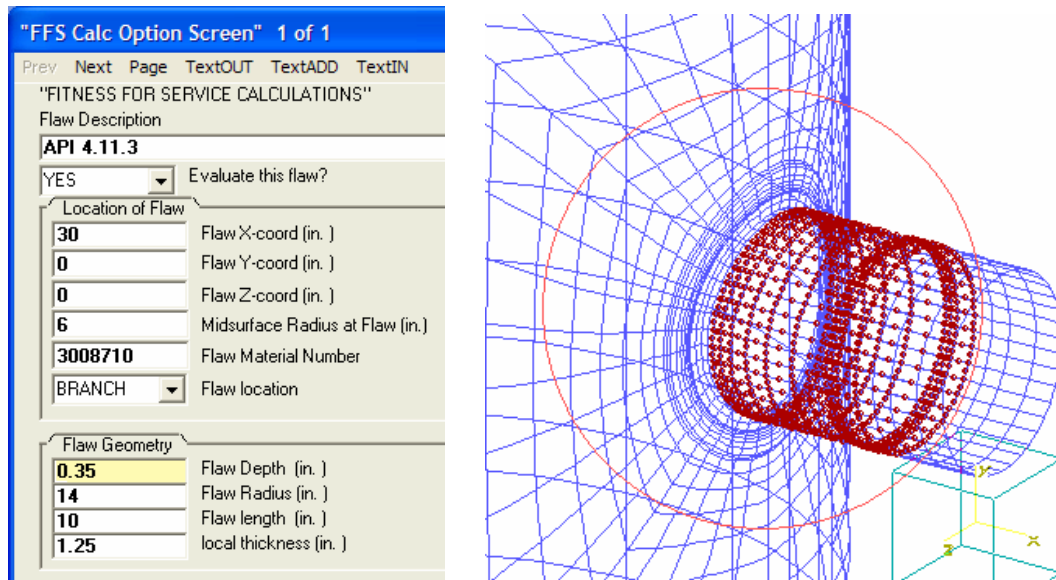 "FFS Calc Option Screen" 1 of 1
Prev Next Page TextOUT TextADD TextIN
"FITNESS FOR SERVICE CALCULATIONS"
Flaw Description
API 4.11.3
YES Evaluate this flaw?
Location of Flaw
30 Flaw X-coord (in. )
0 Flaw Y-coord (in. )
0 Flaw Z-coord (in. )
6 Midsurface Radius at Flaw (in.)
3008710 Flaw Material Number
BRANCH Flaw location
Flaw Geometry
0.35 Flaw Depth (in. )
14 Flaw Radius (in. )
10 Flaw length (in. )
1.25 local thickness (in. )
y
z x